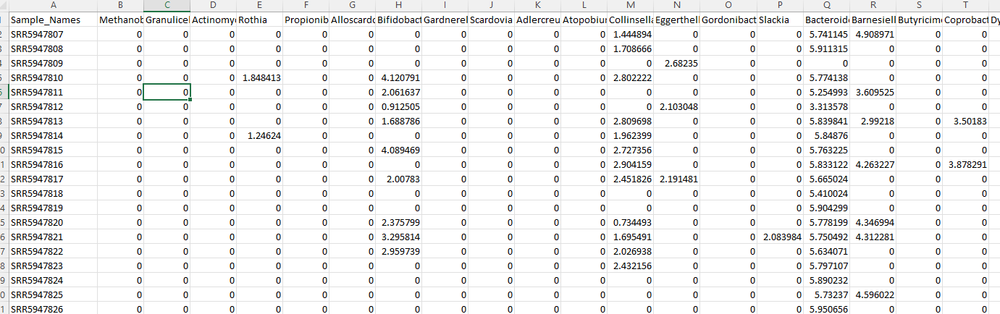 A B C D E F G H I J K L M N O P Q R S T
Sample_Names Methanob Granulicel Actinomy Rothia Propionib Alloscardo Bifidobact Gardnerel Scardovia Adlercreu Atopobiun Collinsella Eggerthell Gordonibact Slackia Bacteroide Barnesiell Butyricimo Coprobact Dy
SRR5947807 0 0 0 0 0 0 0 0 0 0 0 1.444894 0 0 0 5.741145 4.908971 0 0
SRR5947808 0 0 0 0 0 0 0 0 0 0 0 1.708666 0 0 0 5.911315 0 0 0
SRR5947809 0 0 0 0 0 0 0 0 0 0 0 0 2.68235 0 0 0 0 0 0
SRR5947810 0 0 0 1.848413 0 0 4.120791 0 0 0 0 2.802222 0 0 0 5.774138 0 0 0
SRR5947811 0 0 0 0 0 0 2.061637 0 0 0 0 0 0 0 0 5.254993 3.609525 0 0
SRR5947812 0 0 0 0 0 0 0.912505 0 0 0 0 0 2.103048 0 0 3.313578 0 0 0
SRR5947813 0 0 0 0 0 0 1.688786 0 0 0 0 2.809698 0 0 0 5.839841 2.99218 0 3.50183
SRR5947814 0 0 0 1.24624 0 0 0 0 0 0 0 1.962399 0 0 0 5.84876 0 0 0
0 SRR5947815 0 0 0 0 0 0 4.089469 0 0 0 0 2.727356 0 0 0 5.763225 0 0 0
1 SRR5947816 0 0 0 0 0 0 0 0 0 0 0 2.904159 0 0 0 5.833122 4.263227 0 3.878291
2 SRR5947817 0 0 0 0 0 0 2.00783 0 0 0 0 2.451826 2.191481 0 0 5.665024 0 0 0
3 SRR5947818 0 0 0 0 0 0 0 0 0 0 0 0 0 0 0 5.410024 0 0 0
4 SRR5947819 0 0 0 0 0 0 0 0 0 0 0 0 0 0 0 5.904299 0 0 0
5 SRR5947820 0 0 0 0 0 0 2.375799 0 0 0 0 0.734493 0 0 0 5.778199 4.346994 0 0
6 SRR5947821 0 0 0 0 0 0 3.295814 0 0 0 0 1.695491 0 0 2.083984 5.750492 4.312281 0 0
7 SRR5947822 0 0 0 0 0 0 2.959739 0 0 0 0 2.026938 0 0 0 5.634071 0 0 0
8 SRR5947823 0 0 0 0 0 0 0 0 0 0 0 2.432156 0 0 0 5.797107 0 0 0
9 SRR5947824 0 0 0 0 0 0 0 0 0 0 0 0 0 0 0 5.890232 0 0 0
0 SRR5947825 0 0 0 0 0 0 0 0 0 0 0 0 0 0 0 5.73237 4.596022 0 0
1 SRR5947826 0 0 0 0 0 0 0 0 0 0 0 0 0 0 0 5.950656 0 0 0